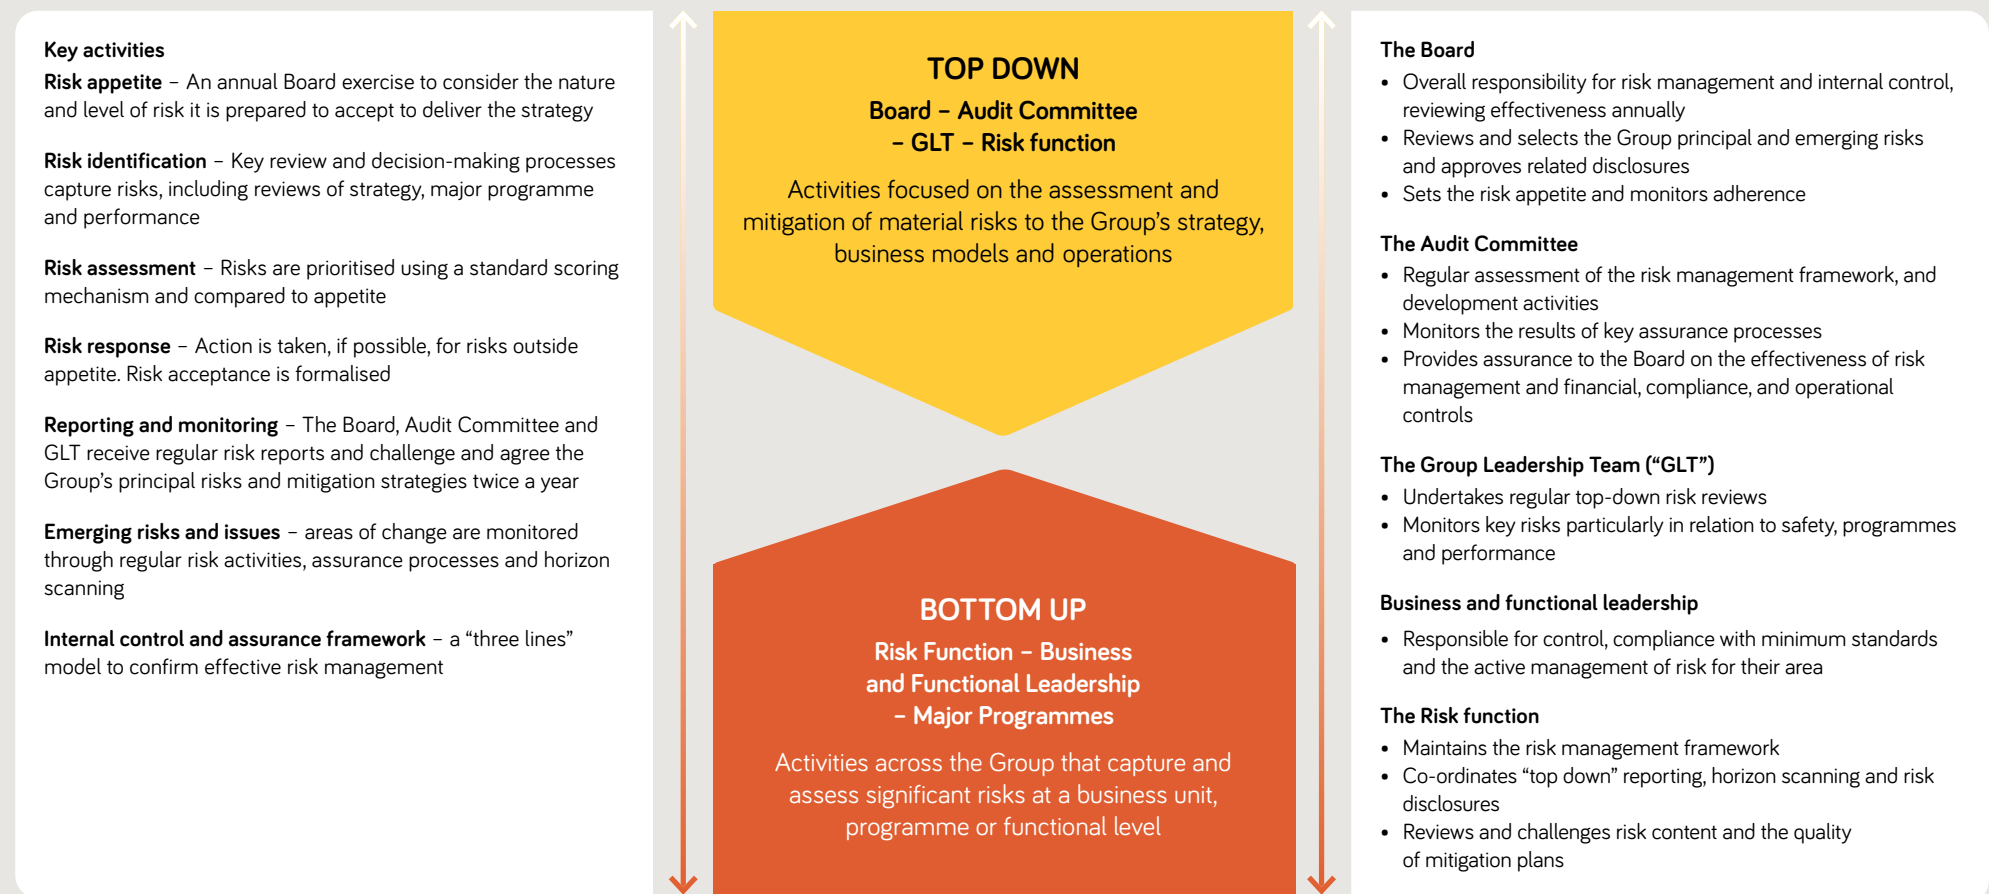 Key activities
Risk appetite – An annual Board exercise to consider the nature
and level of risk it is prepared to accept to deliver the strategy
Risk identification – Key review and decision-making processes
capture risks, including reviews of strategy, major programme
and performance
Risk assessment – Risks are prioritised using a standard scoring
mechanism and compared to appetite
Risk response – Action is taken, if possible, for risks outside
appetite. Risk acceptance is formalised
Reporting and monitoring – The Board, Audit Committee and
GLT receive regular risk reports and challenge and agree the
Group’s principal risks and mitigation strategies twice a year
Emerging risks and issues – areas of change are monitored
through regular risk activities, assurance processes and horizon
scanning
Internal control and assurance framework – a “three lines”
model to confirm effective risk management
TOP DOWN
Board – Audit Committee
– GLT – Risk function
Activities focused on the assessment and
mitigation of material risks to the Group’s strategy,
business models and operations
BOTTOM UP
Risk Function – Business
and Functional Leadership
– Major Programmes
Activities across the Group that capture and
assess significant risks at a business unit,
programme or functional level
The Board
• Overall responsibility for risk management and internal control,
reviewing effectiveness annually
• Reviews and selects the Group principal and emerging risks
and approves related disclosures
• Sets the risk appetite and monitors adherence
The Audit Committee
• Regular assessment of the risk management framework, and
development activities
• Monitors the results of key assurance processes
• Provides assurance to the Board on the effectiveness of risk
management and financial, compliance, and operational
controls
The Group Leadership Team (“GLT”)
• Undertakes regular top-down risk reviews
• Monitors key risks particularly in relation to safety, programmes
and performance
Business and functional leadership
• Responsible for control, compliance with minimum standards
and the active management of risk for their area
The Risk function
• Maintains the risk management framework
• Co-ordinates “top down” reporting, horizon scanning and risk
disclosures
• Reviews and challenges risk content and the quality
of mitigation plans